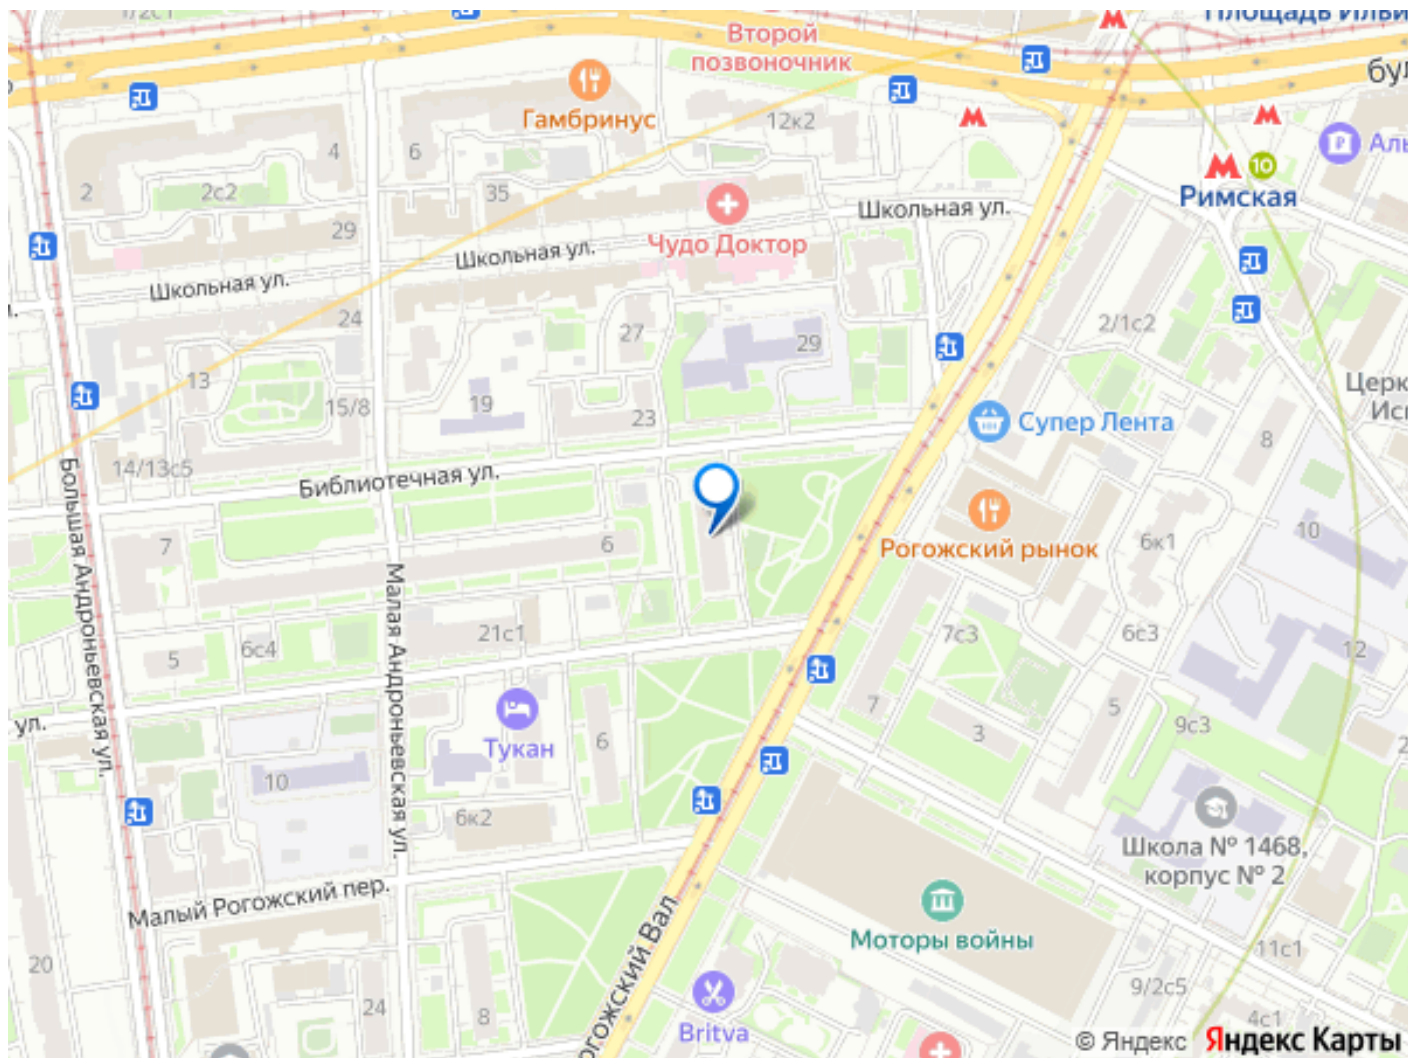 1/2с1
Второй
позвоночник
Площадь Ильи
бул
Гамбринус
12к2
4
6
2
2с2
35
29
Школьная ул.
Римская
10
Чудо Доктор
Школьная ул.
Школьная ул.
24
27
29
2/1с2
13
15/8
19
23
Супер Лента
8
14/13с5
Библиотечная ул.
Рогожский рынок
6к1
10
7
6
Большая Андроньевская ул.
Малая Андроньевская ул.
21с1
6с4
5
7с3
6с3
12
ул.
Тукан
6
7
3
5
9с3
10
6к2
Школа № 1468,
корпус № 2
Малый Рогожский пер.
Моторы войны
11с1
20
24
8
Britva
9/2с5
4с1
© Яндекс
Яндекс Карты